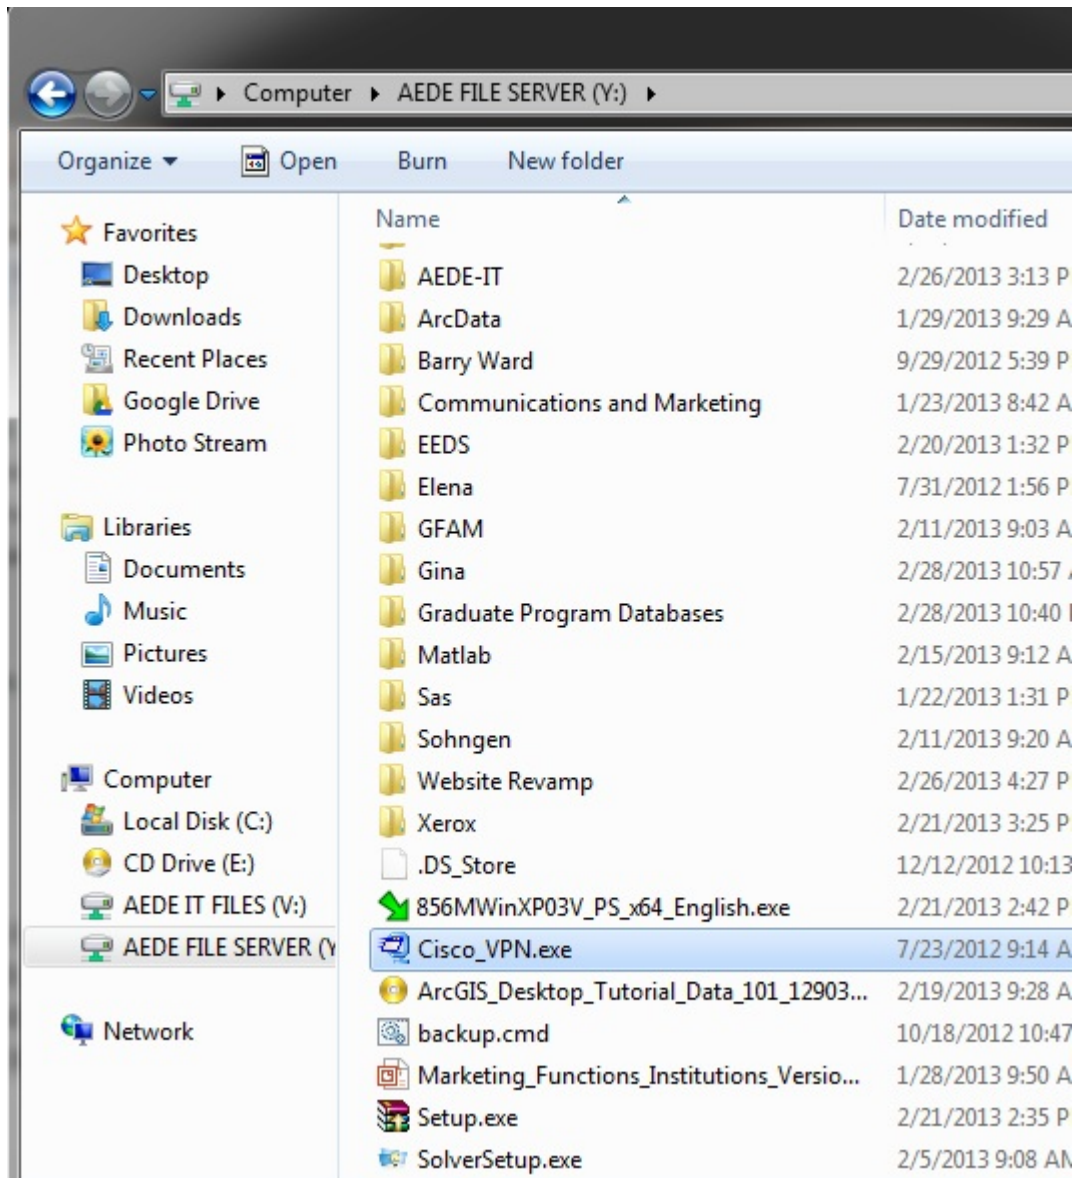 Computer AEDE FILE SERVER (Y:)
Organize Open Burn New folder
Favorites
Desktop
Downloads
Recent Places
Google Drive
Photo Stream
Libraries
Documents
Music
Pictures
Videos
Computer
Local Disk (C:)
CD Drive (E:)
AEDE IT FILES (V:)
AEDE FILE SERVER (Y
Network
Name Date modified
AEDE-IT 2/26/2013 3:13 P
ArcData 1/29/2013 9:29 A
Barry Ward 9/29/2012 5:39 P
Communications and Marketing 1/23/2013 8:42 A
EEDS 2/20/2013 1:32 P
Elena 7/31/2012 1:56 P
GFAM 2/11/2013 9:03 A
Gina 2/28/2013 10:57
Graduate Program Databases 2/28/2013 10:40
Matlab 2/15/2013 9:12 A
Sas 1/22/2013 1:31 P
Sohngen 2/11/2013 9:20 A
Website Revamp 2/26/2013 4:27 P
Xerox 2/21/2013 3:25 P
.DS_Store 12/12/2012 10:13
856MWinXP03V_PS_x64_English.exe 2/21/2013 2:42 P
Cisco_VPN.exe 7/23/2012 9:14 A
ArcGIS_Desktop_Tutorial_Data_101_12903... 2/19/2013 9:28 A
backup.cmd 10/18/2012 10:47
Marketing_Functions_Institutions_Versio... 1/28/2013 9:50 A
Setup.exe 2/21/2013 2:35 P
SolverSetup.exe 2/5/2013 9:08 AM